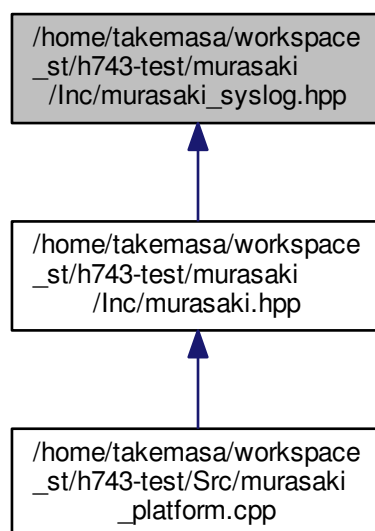 /home/takemasa/workspace
_st/h743-test/murasaki
/Inc/murasaki_syslog.hpp
/home/takemasa/workspace
_st/h743-test/murasaki
/Inc/murasaki.hpp
/home/takemasa/workspace
_st/h743-test/Src/murasaki
_platform.cpp